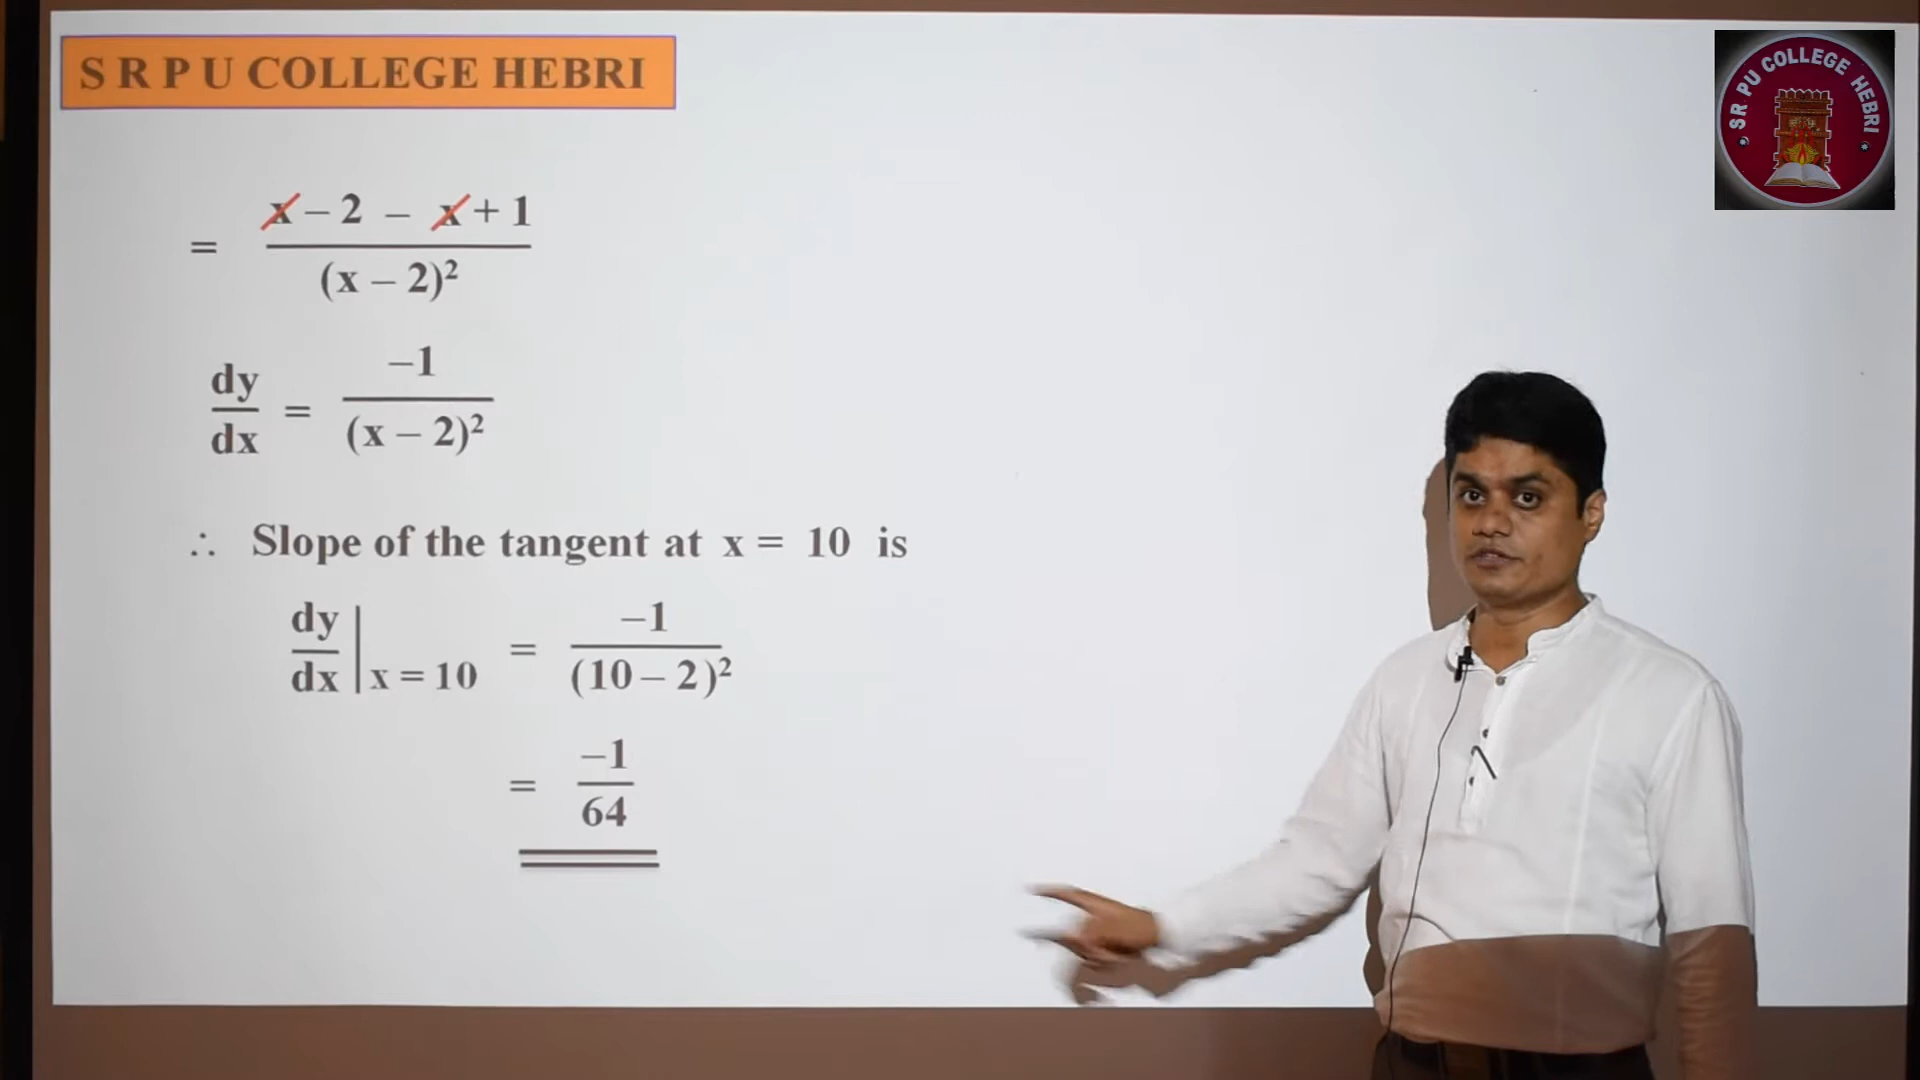 S R P U COLLEGE HEBRI
SR PU COLLEGE HEBRI
= x – 2 – x + 1
(x – 2)²
dy/dx = –1/(x – 2)²
∴ Slope of the tangent at x = 10 is
dy/dx | x = 10 = –1/(10 – 2)²
= –1/64